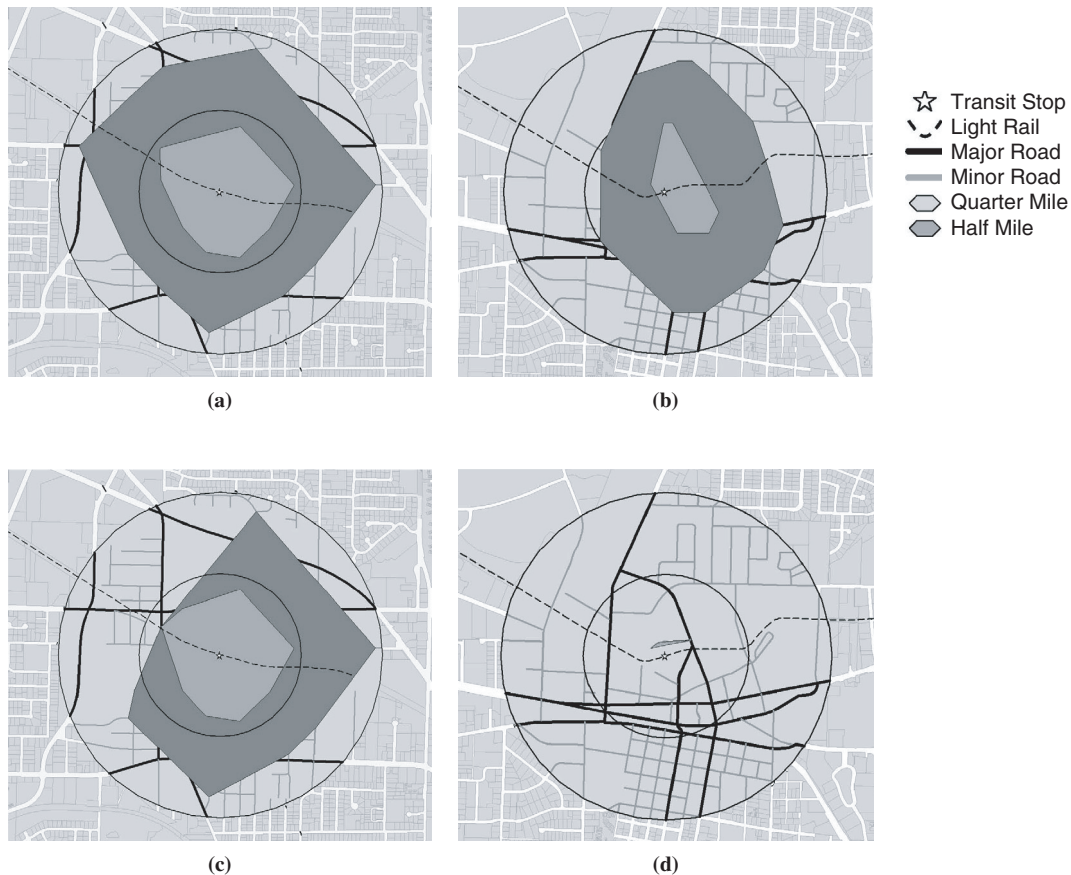 Transit Stop
Light Rail
Major Road
Minor Road
Quarter Mile
Half Mile
(a)
(b)
(c)
(d)